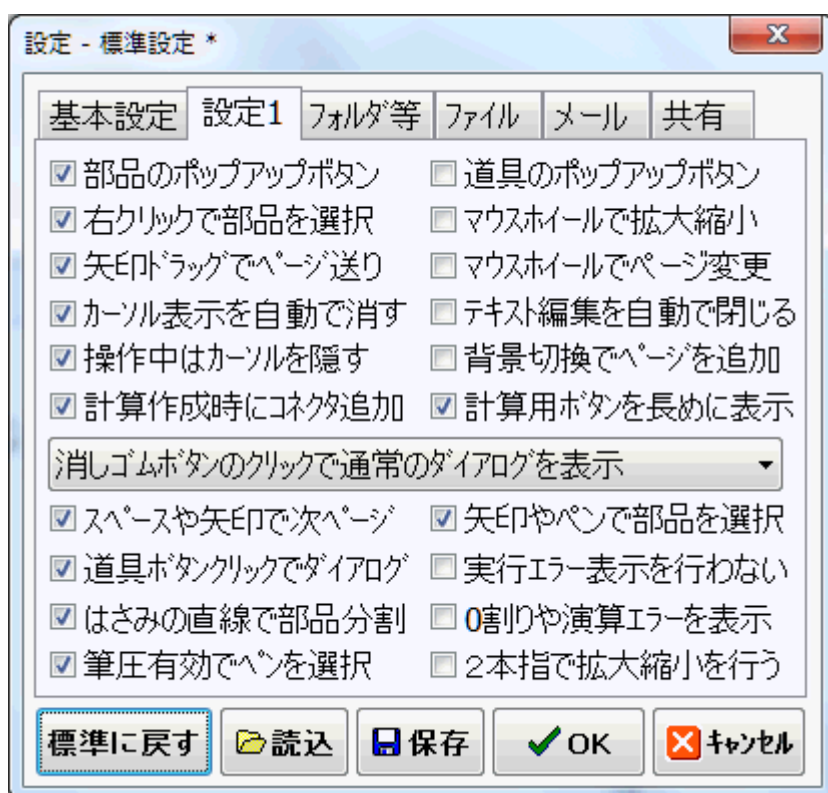 設定 - 標準設定 *
基本設定 設定1 フォルダ等 ファイル メール 共有
部品のポップアップボタン 道具のポップアップボタン
右クリックで部品を選択 マウスホイールで拡大縮小
矢印ドラッグでページ送り マウスホイールでページ変更
カーソル表示を自動で消す テキスト編集を自動で閉じる
操作中はカーソルを隠す 背景切換でページを追加
計算作成時にコネクタ追加 計算用ボタンを長めに表示
消しゴムボタンのクリックで通常のダイアログを表示
スペースや矢印で次ページ 矢印やペンで部品を選択
道具ボタンクリックでダイアログ 実行エラー表示を行わない
はさみの直線で部品分割 0割りや演算エラーを表示
筆圧有効でペンを選択 2本指で拡大縮小を行う
標準に戻す 読込 保存 OK キャンセル